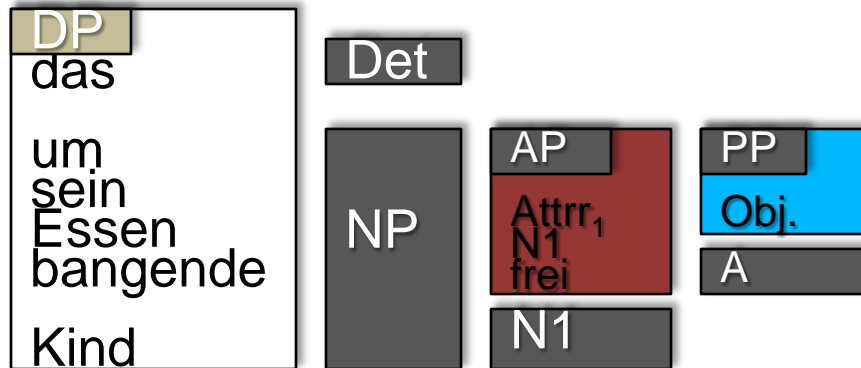 DP
das
um
sein
Essen
bangende
Kind
Det
NP
AP
Attrr₁
N1
frei
N1
PP
Obj.
A